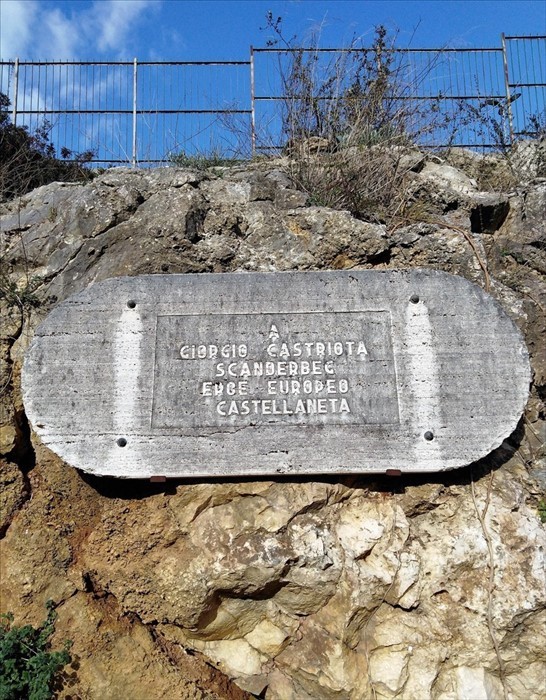 A
GIORGIO CASTRIOTA
SCANDERBEG
EROE EUROPEO
CASTELLANETA